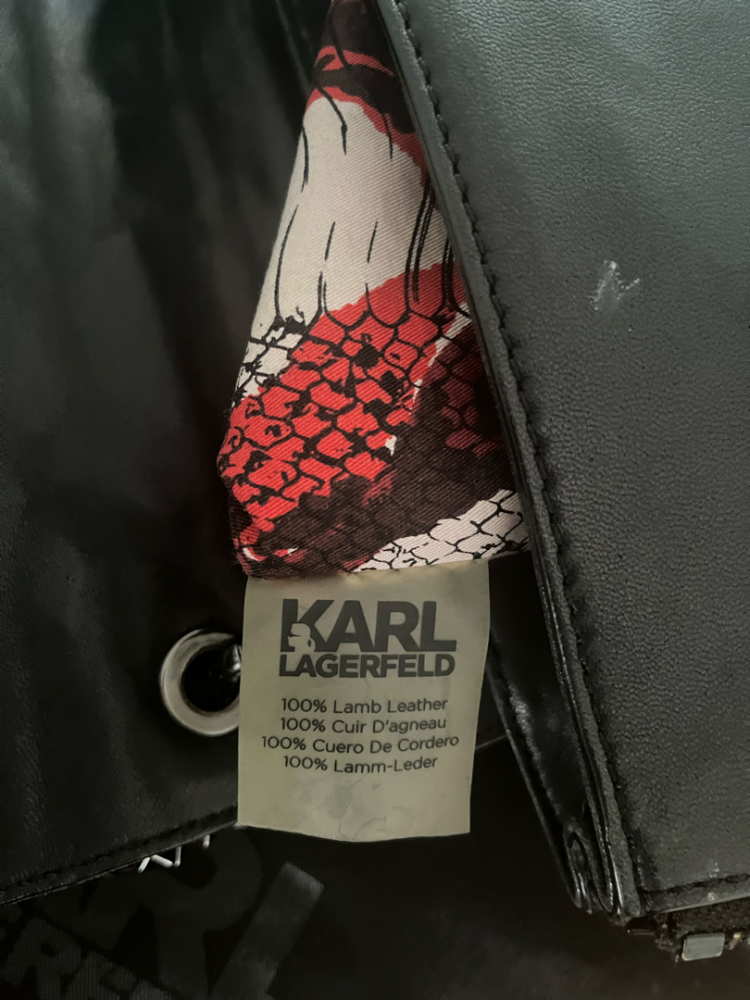 KARL
LAGERFELD
100% Lamb Leather
100% Cuir D'agneau
100% Cuero De Cordero
100% Lamm-Leder